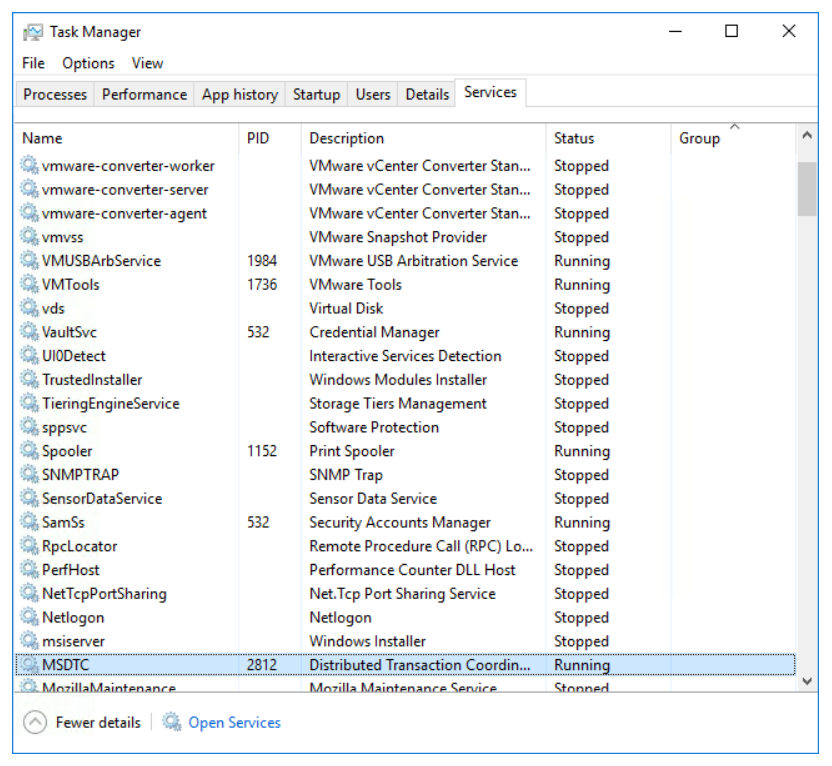 Task Manager
File Options View
Processes Performance App history Startup Users Details Services
Name PID Description Status Group
vmware-converter-worker VMware vCenter Converter Stan... Stopped
vmware-converter-server VMware vCenter Converter Stan... Stopped
vmware-converter-agent VMware vCenter Converter Stan... Stopped
vmvss VMware Snapshot Provider Stopped
VMUSBArbService 1984 VMware USB Arbitration Service Running
VMTools 1736 VMware Tools Running
vds Virtual Disk Stopped
VaultSvc 532 Credential Manager Running
UI0Detect Interactive Services Detection Stopped
TrustedInstaller Windows Modules Installer Stopped
TieringEngineService Storage Tiers Management Stopped
sppsvc Software Protection Stopped
Spooler 1152 Print Spooler Running
SNMPTRAP SNMP Trap Stopped
SensorDataService Sensor Data Service Stopped
SamSs 532 Security Accounts Manager Running
RpcLocator Remote Procedure Call (RPC) Lo... Stopped
PerfHost Performance Counter DLL Host Stopped
NetTcpPortSharing Net.Tcp Port Sharing Service Stopped
Netlogon Netlogon Stopped
msiserver Windows Installer Stopped
MSDTC 2812 Distributed Transaction Coordin... Running
MozillaMaintenance Mozilla Maintenance Service Stopped
Fewer details Open Services